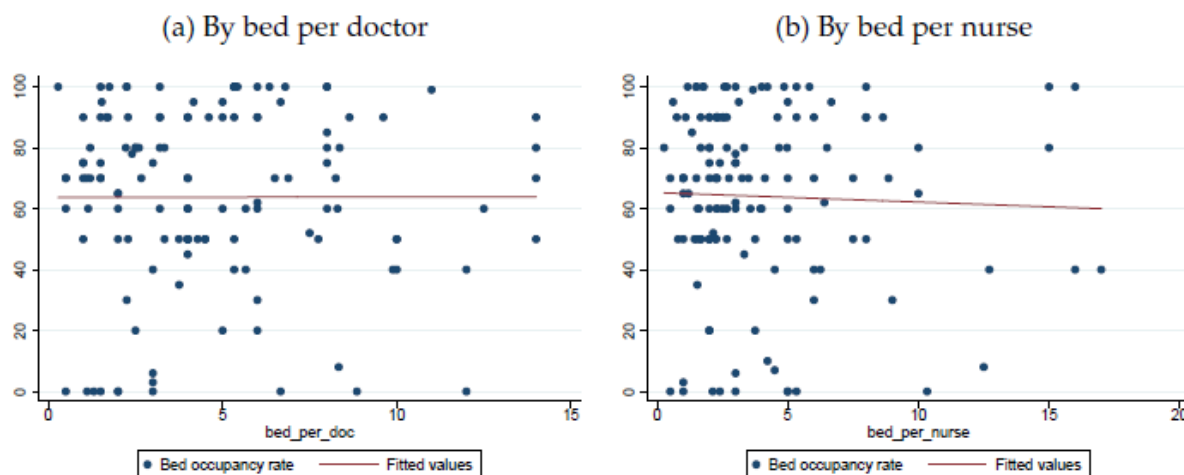 (a) By bed per doctor
100
80
60
40
20
0
0 5 10 15
bed_per_doc
Bed occupancy rate Fitted values
(b) By bed per nurse
100
80
60
40
20
0
0 5 10 15 20
bed_per_nurse
Bed occupancy rate Fitted values